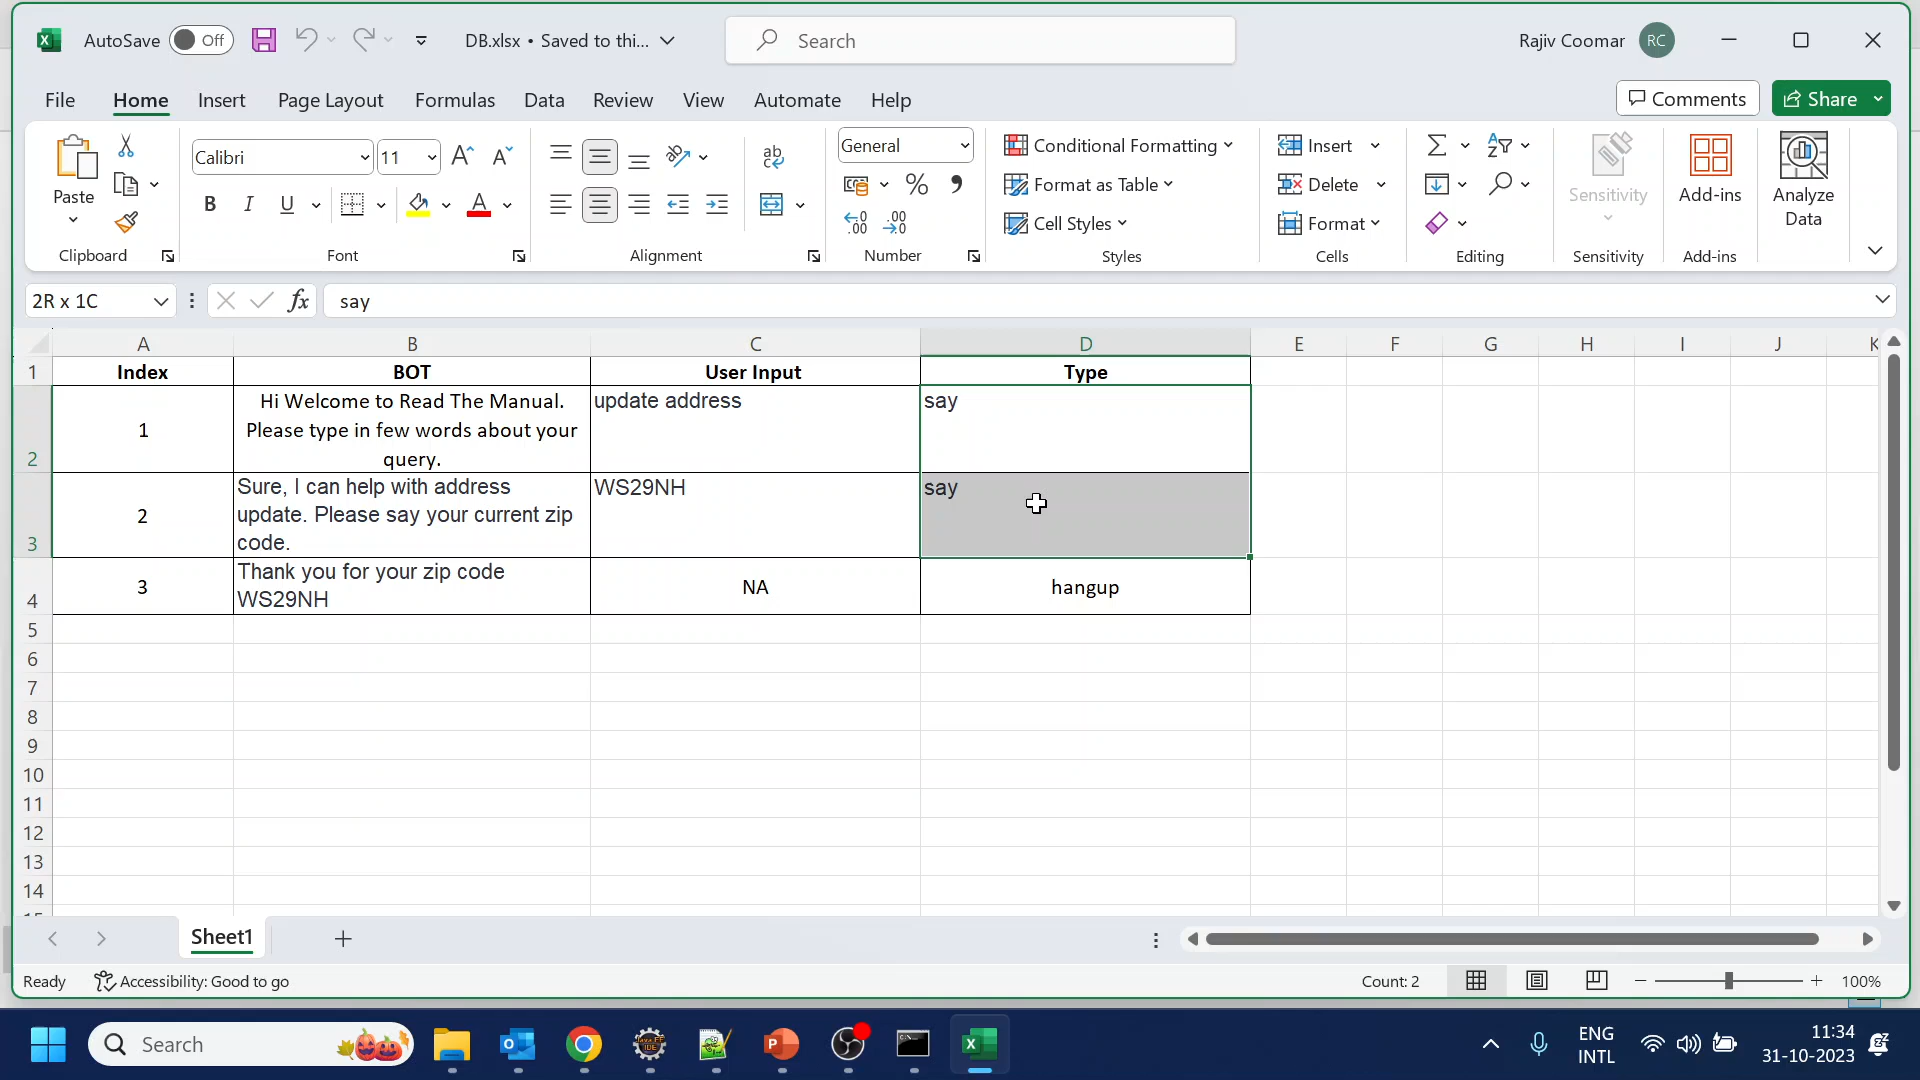 AutoSave Off DB.xlsx • Saved to thi... Search Rajiv Coomar RC
File Home Insert Page Layout Formulas Data Review View Automate Help Comments Share
Paste Calibri 11 General Conditional Formatting Format as Table Cell Styles Insert Delete Format Sensitivity Add-ins Analyze Data
Clipboard Font Alignment Number Styles Cells Editing Sensitivity Add-ins
2R x 1C fx say
A B C D E F G H I J K
1 Index BOT User Input Type
2 1 Hi Welcome to Read The Manual. update address say
Please type in few words about your
query.
3 2 Sure, I can help with address WS29NH say
update. Please say your current zip
code.
4 3 Thank you for your zip code NA hangup
WS29NH
5
6
7
8
9
10
11
12
13
14
Sheet1
Ready Accessibility: Good to go Count: 2 100%
Search ENG 11:34
INTL 31-10-2023